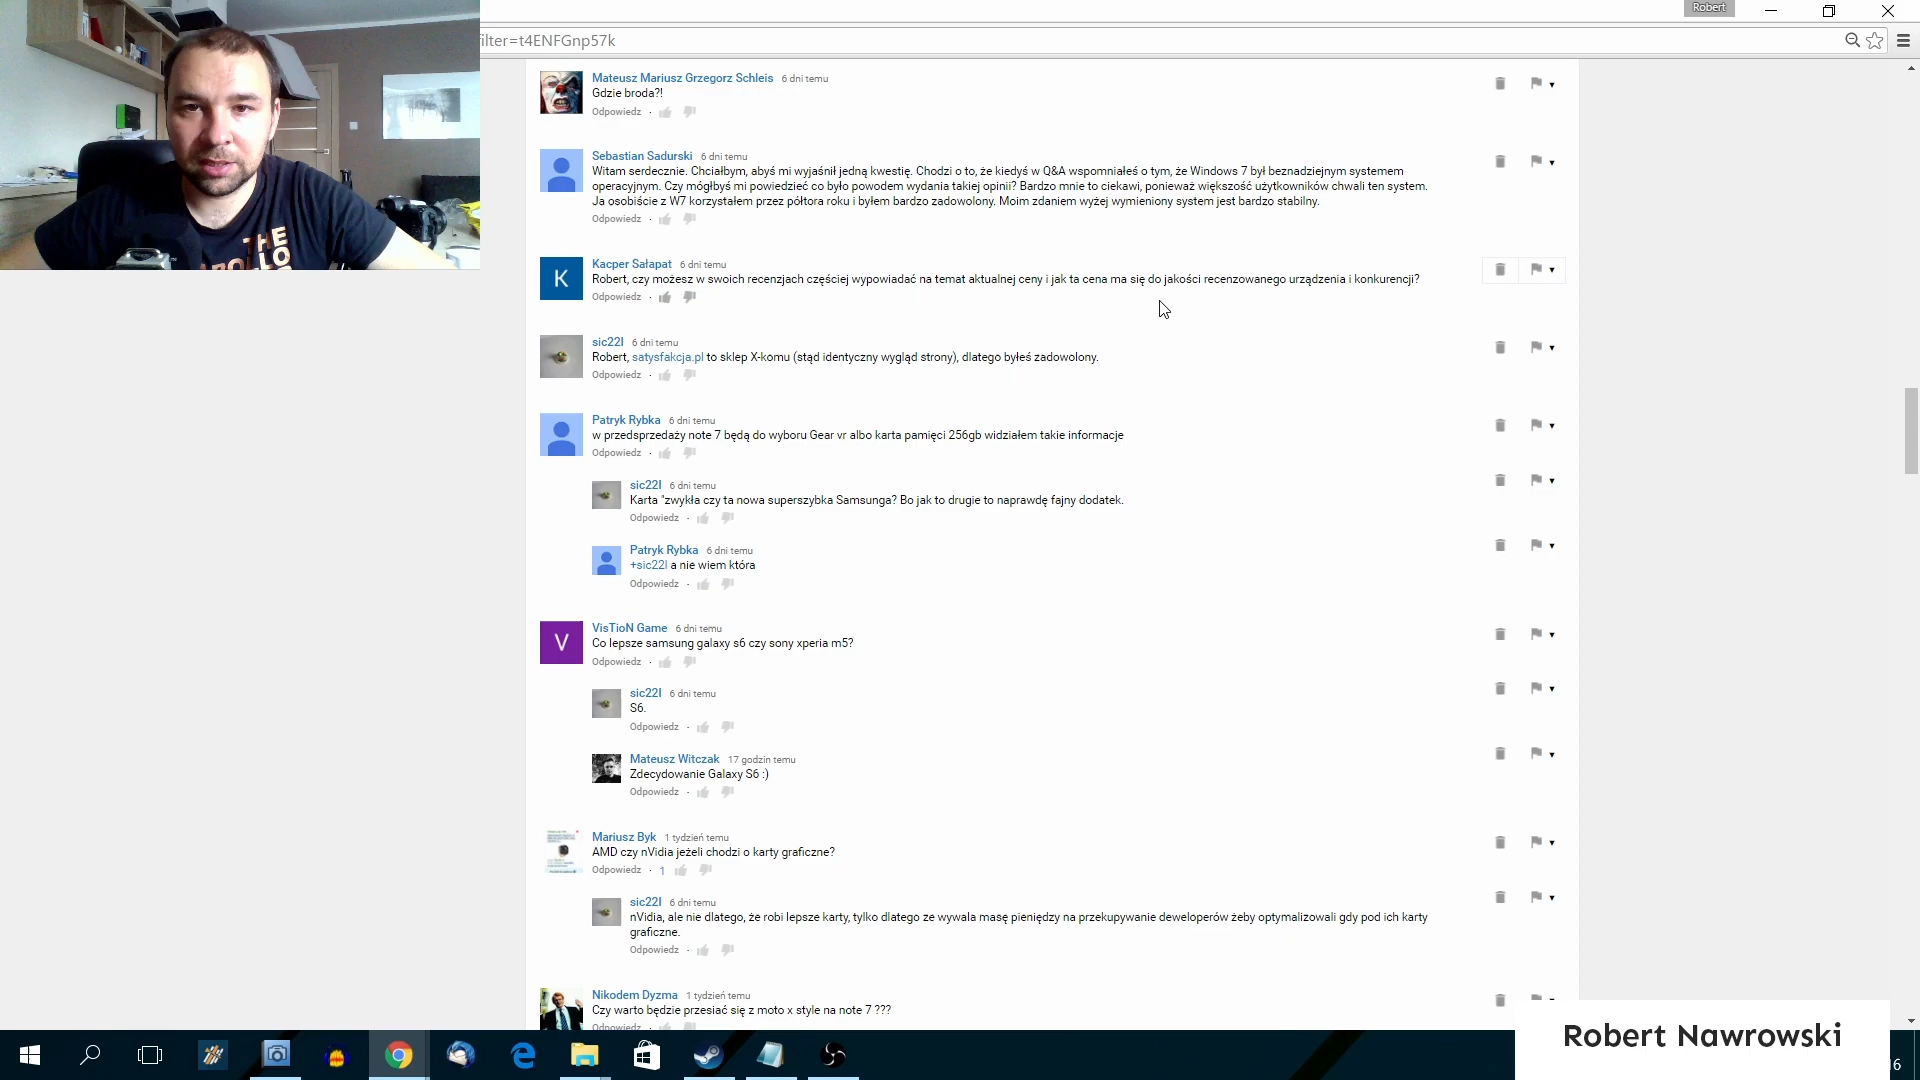 Robert
filter=t4ENFGnp57k
THE
Mateusz Mariusz Grzegorz Schleis 6 dni temu
Gdzie broda?!
Odpowiedz ·
Sebastian Sadurski 6 dni temu
Witam serdecznie. Chciałbym, abyś mi wyjaśnił jedną kwestię. Chodzi o to, że kiedyś w Q&A wspomniałeś o tym, że Windows 7 był beznadziejnym systemem
operacyjnym. Czy mógłbyś mi powiedzieć co było powodem wydania takiej opinii? Bardzo mnie to ciekawi, ponieważ większość użytkowników chwali ten system.
Ja osobiście z W7 korzystałem przez półtora roku i byłem bardzo zadowolony. Moim zdaniem wyżej wymieniony system jest bardzo stabilny.
Odpowiedz ·
K
Kacper Sałapat 6 dni temu
Robert, czy możesz w swoich recenzjach częściej wypowiadać na temat aktualnej ceny i jak ta cena ma się do jakości recenzowanego urządzenia i konkurencji?
Odpowiedz ·
sic22l 6 dni temu
Robert, satysfakcja.pl to sklep X-komu (stąd identyczny wygląd strony), dlatego byłeś zadowolony.
Odpowiedz ·
Patryk Rybka 6 dni temu
w przedsprzedaży note 7 będą do wyboru Gear vr albo karta pamięci 256gb widziałem takie informacje
Odpowiedz ·
sic22l 6 dni temu
Karta "zwykła czy ta nowa superszybka Samsunga? Bo jak to drugie to naprawdę fajny dodatek.
Odpowiedz ·
Patryk Rybka 6 dni temu
+sic22l a nie wiem która
Odpowiedz ·
V
VisTioN Game 6 dni temu
Co lepsze samsung galaxy s6 czy sony xperia m5?
Odpowiedz ·
sic22l 6 dni temu
S6.
Odpowiedz ·
Mateusz Witczak 17 godzin temu
Zdecydowanie Galaxy S6 :)
Odpowiedz ·
Mariusz Byk 1 tydzień temu
AMD czy nVidia jeżeli chodzi o karty graficzne?
Odpowiedz · 1
sic22l 6 dni temu
nVidia, ale nie dlatego, że robi lepsze karty, tylko dlatego ze wywala masę pieniędzy na przekupywanie deweloperów żeby optymalizowali gdy pod ich karty
graficzne.
Odpowiedz ·
Nikodem Dyzma 1 tydzień temu
Czy warto będzie przesiać się z moto x style na note 7 ???
Odpowiedz ·
Robert Nawrowski
16